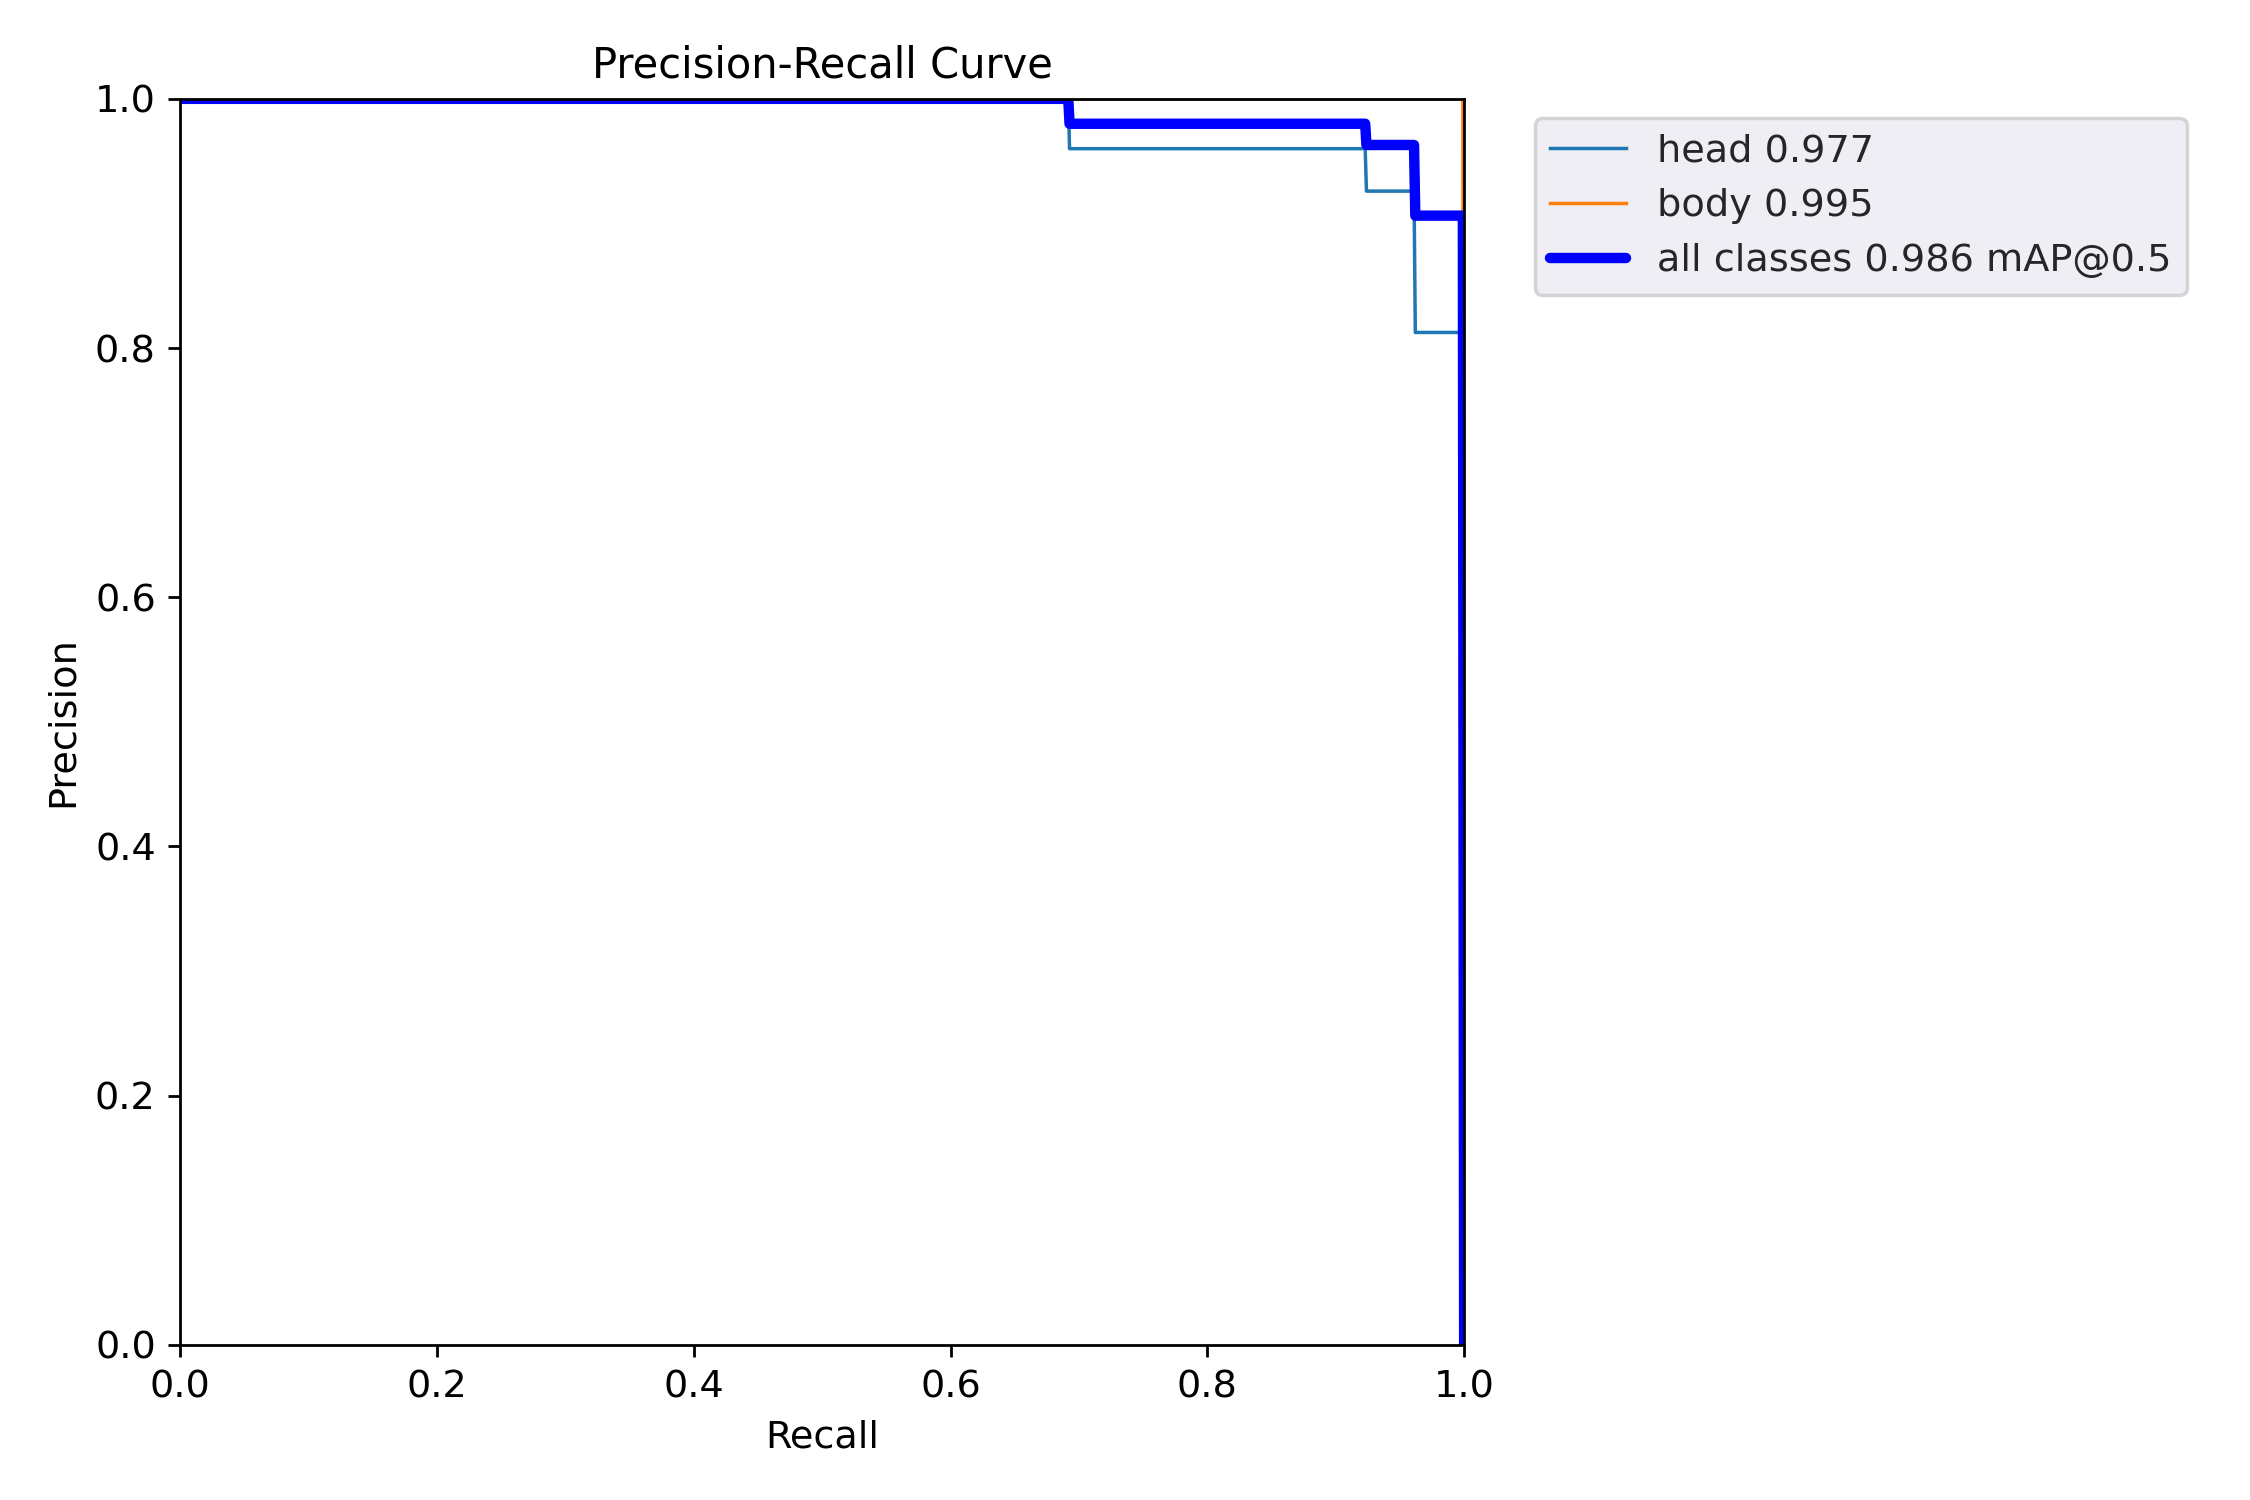 Precision-Recall Curve
1.0
0.8
0.6
0.4
0.2
0.0
Precision
0.0 0.2 0.4 0.6 0.8 1.0
Recall
head 0.977
body 0.995
all classes 0.986 mAP@0.5